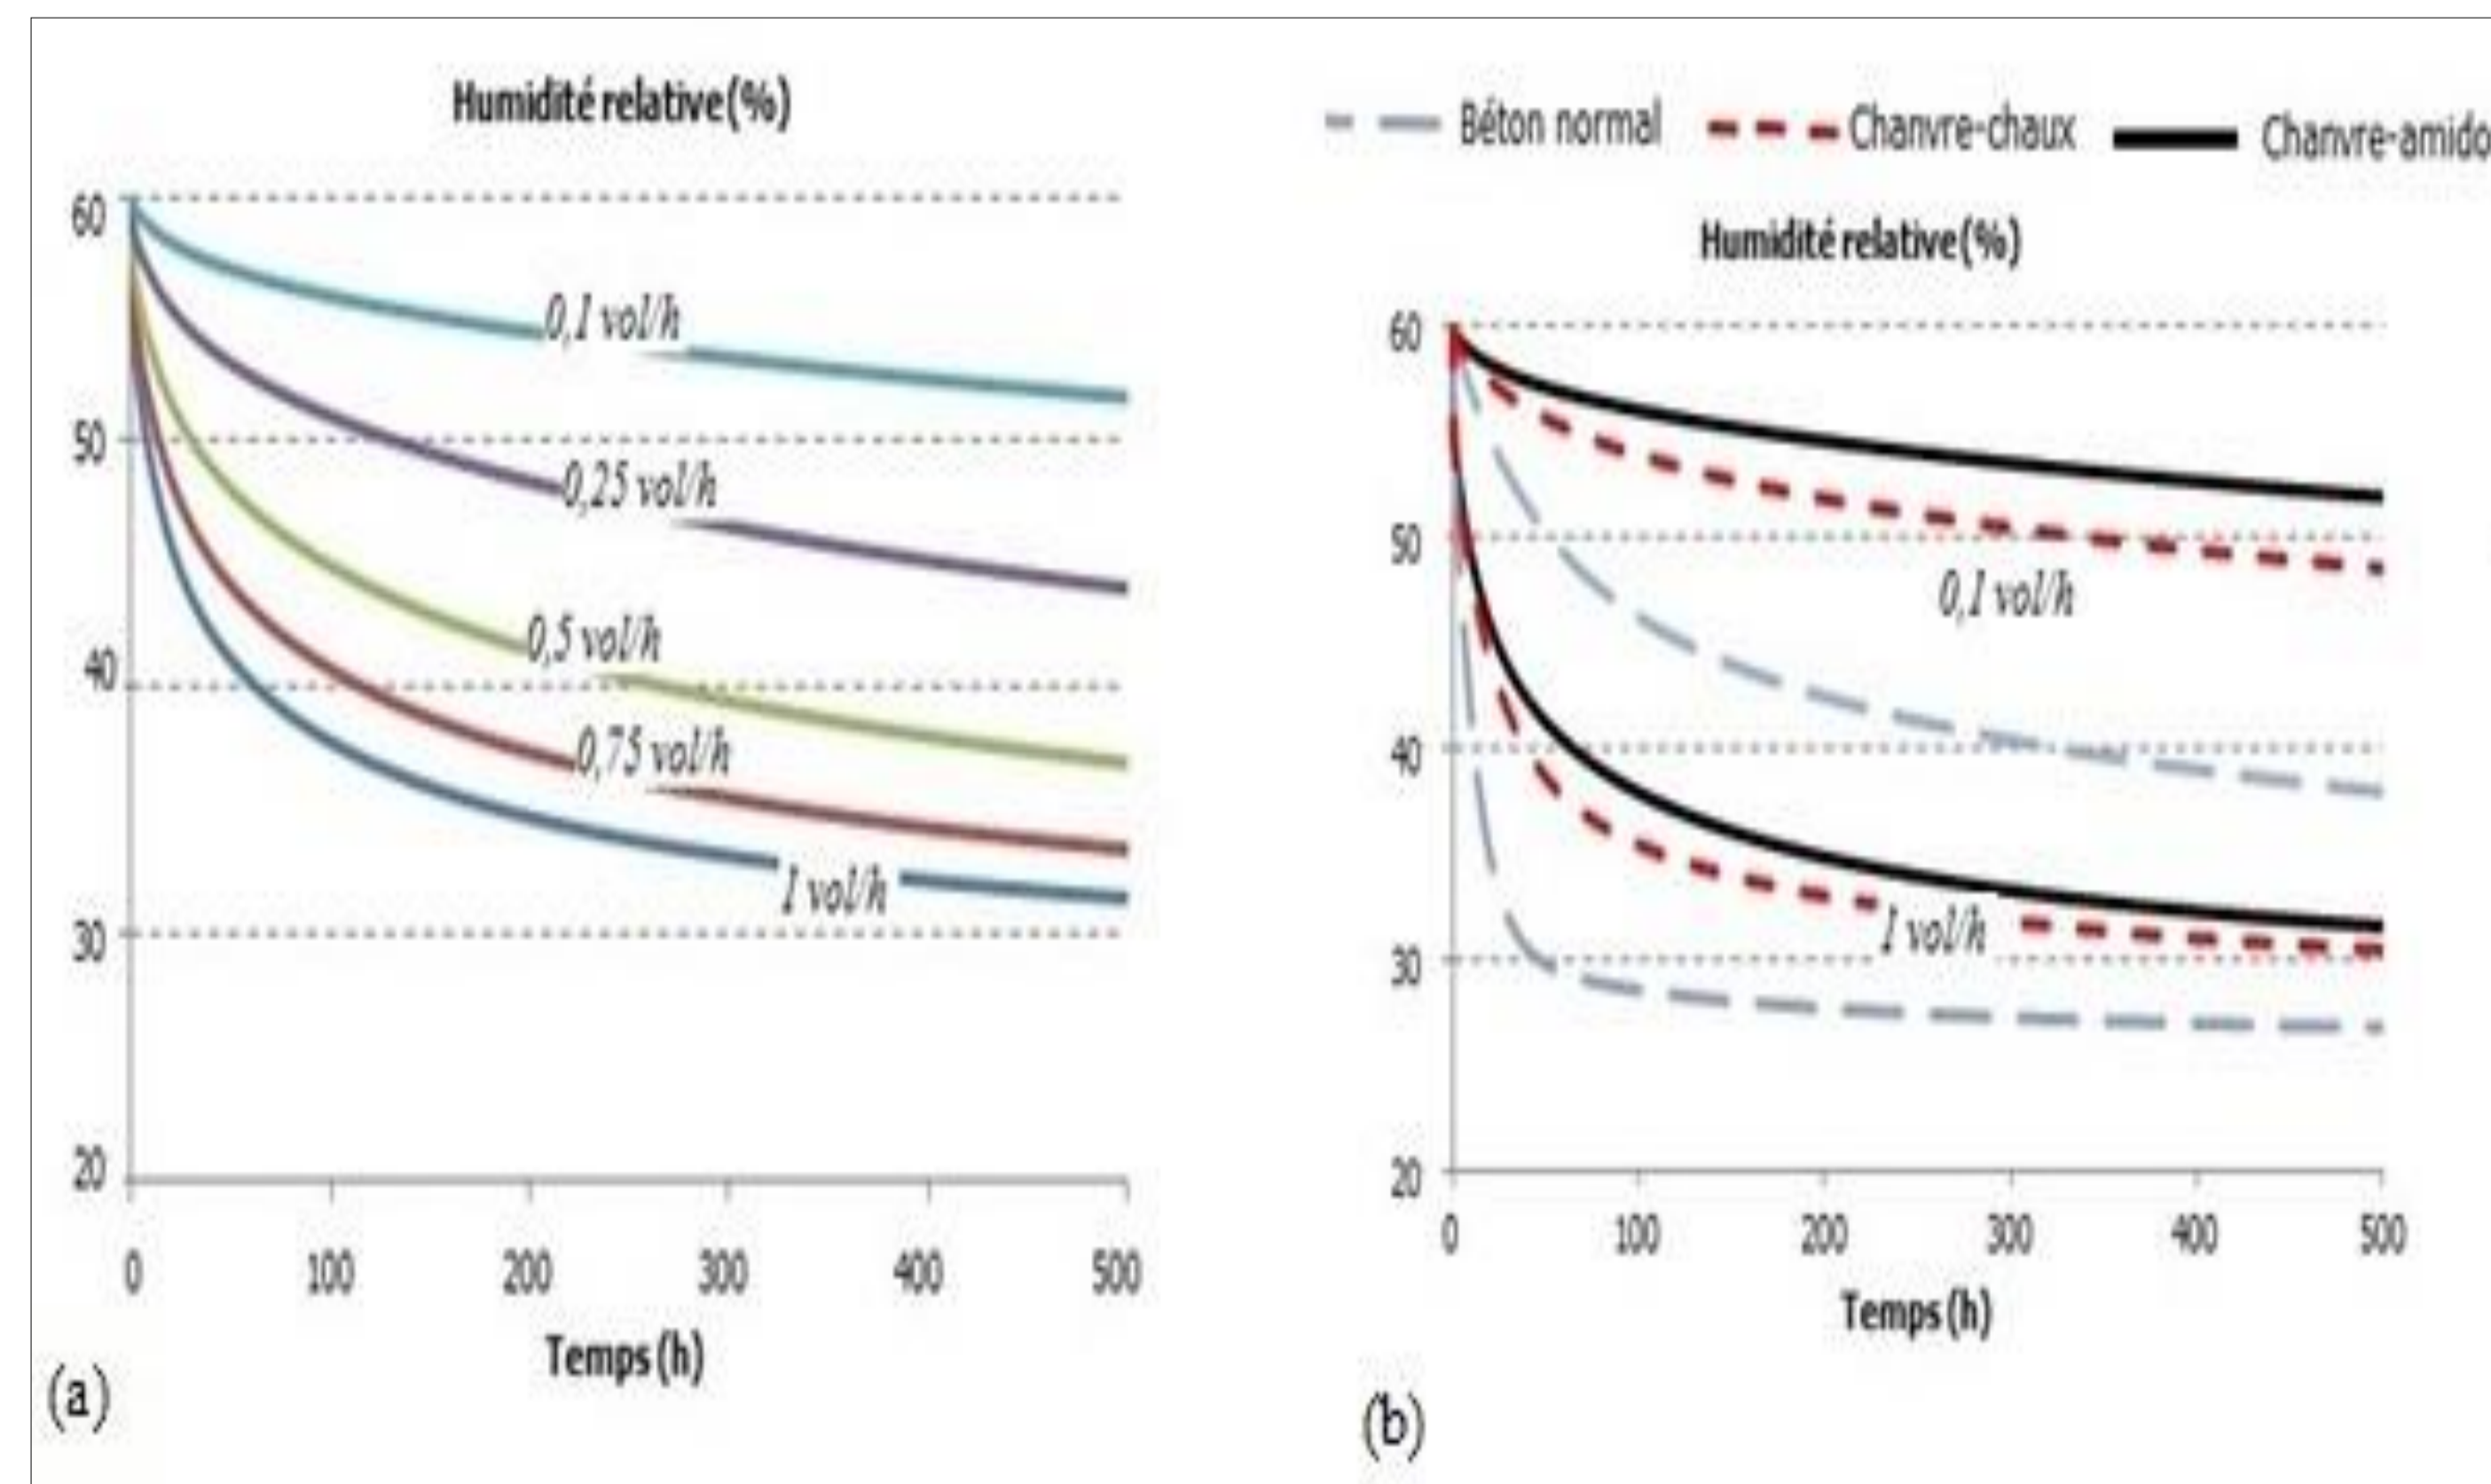 Humidité relative (%)
60
50
40
30
20
0,1 vol/h
0,25 vol/h
0,5 vol/h
0,75 vol/h
1 vol/h
0 100 200 300 400 500
Temps (h)
(a)
Béton normal Chanvre-chaux Chanvre-amido
Humidité relative (%)
60
50
40
30
20
0,1 vol/h
1 vol/h
0 100 200 300 400 500
Temps (h)
(b)